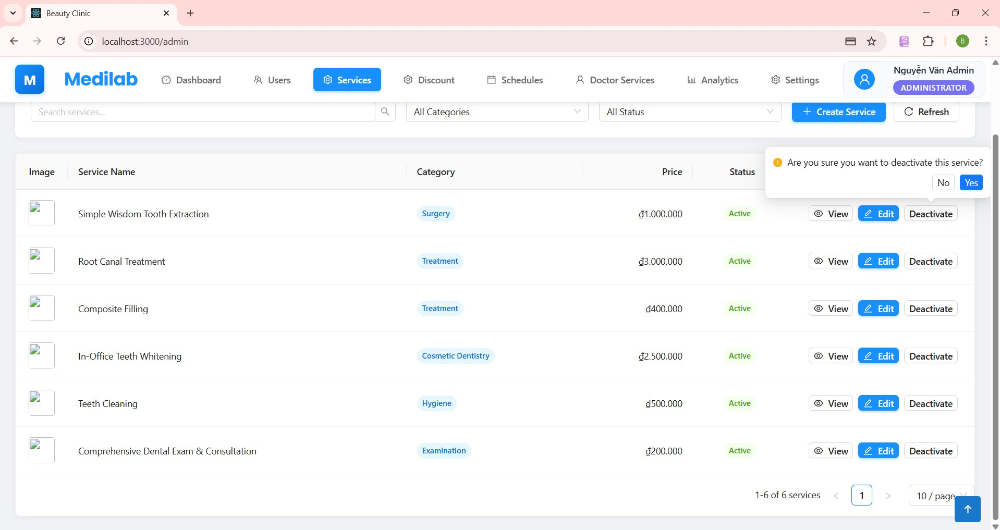 Beauty Clinic
localhost:3000/admin
B
M Medilab Dashboard Users Services Discount Schedules Doctor Services Analytics Settings Nguyễn Văn Admin
ADMINISTRATOR
Search services... All Categories All Status + Create Service Refresh
Are you sure you want to deactivate this service?
No Yes
Image Service Name Category Price Status
Simple Wisdom Tooth Extraction Surgery ₫1.000.000 Active View Edit Deactivate
Root Canal Treatment Treatment ₫3.000.000 Active View Edit Deactivate
Composite Filling Treatment ₫400.000 Active View Edit Deactivate
In-Office Teeth Whitening Cosmetic Dentistry ₫2.500.000 Active View Edit Deactivate
Teeth Cleaning Hygiene ₫500.000 Active View Edit Deactivate
Comprehensive Dental Exam & Consultation Examination ₫200.000 Active View Edit Deactivate
1-6 of 6 services < 1 > 10 / page